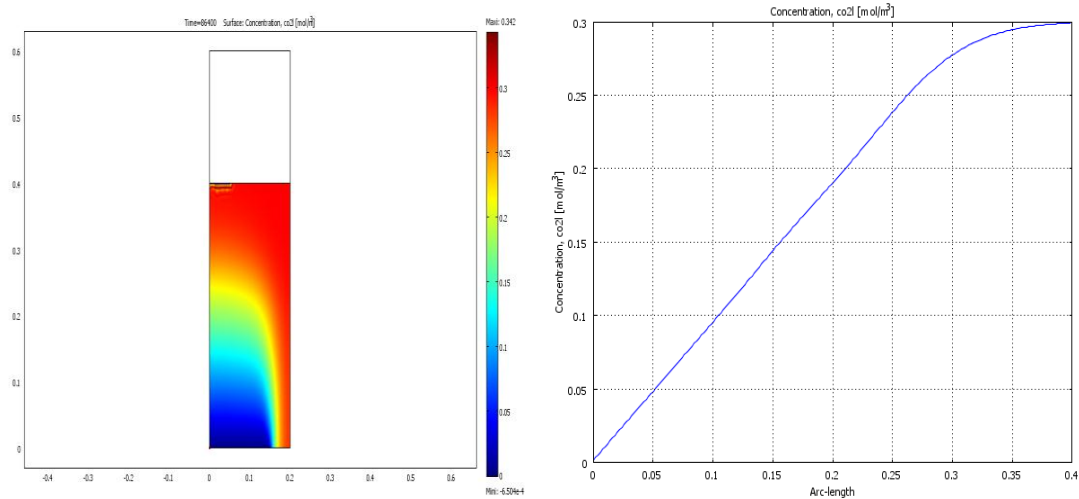 Time=86400 Surface: Concentration, co2l [mol/m³]
Maxi: 0.342
0.6
0.5
0.4
0.3
0.2
0.1
0
-0.4 -0.3 -0.2 -0.1 0 0.1 0.2 0.3 0.4 0.5 0.6
0.3
0.25
0.2
0.15
0.1
0.05
0
Mini: -6.504e-4
Concentration, co2l [mol/m³]
Concentration, co2l [mol/m³]
0.3
0.25
0.2
0.15
0.1
0.05
0
0 0.05 0.1 0.15 0.2 0.25 0.3 0.35 0.4
Arc-length